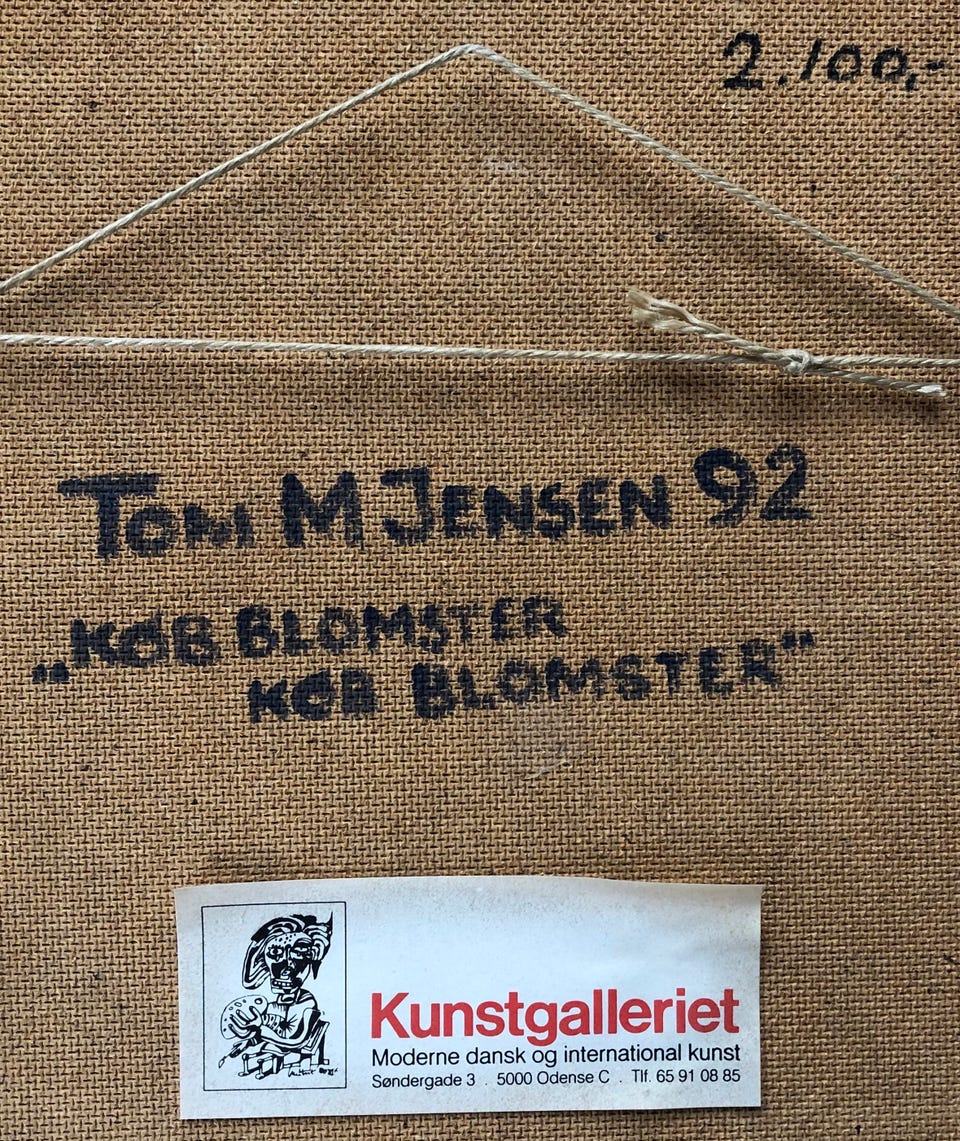 2.100,-
TOM M JENSEN 92
„KØB BLOMSTER
KØB BLOMSTER"
Kunstgalleriet
Moderne dansk og international kunst
Søndergade 3 . 5000 Odense C . Tlf. 65 91 08 85